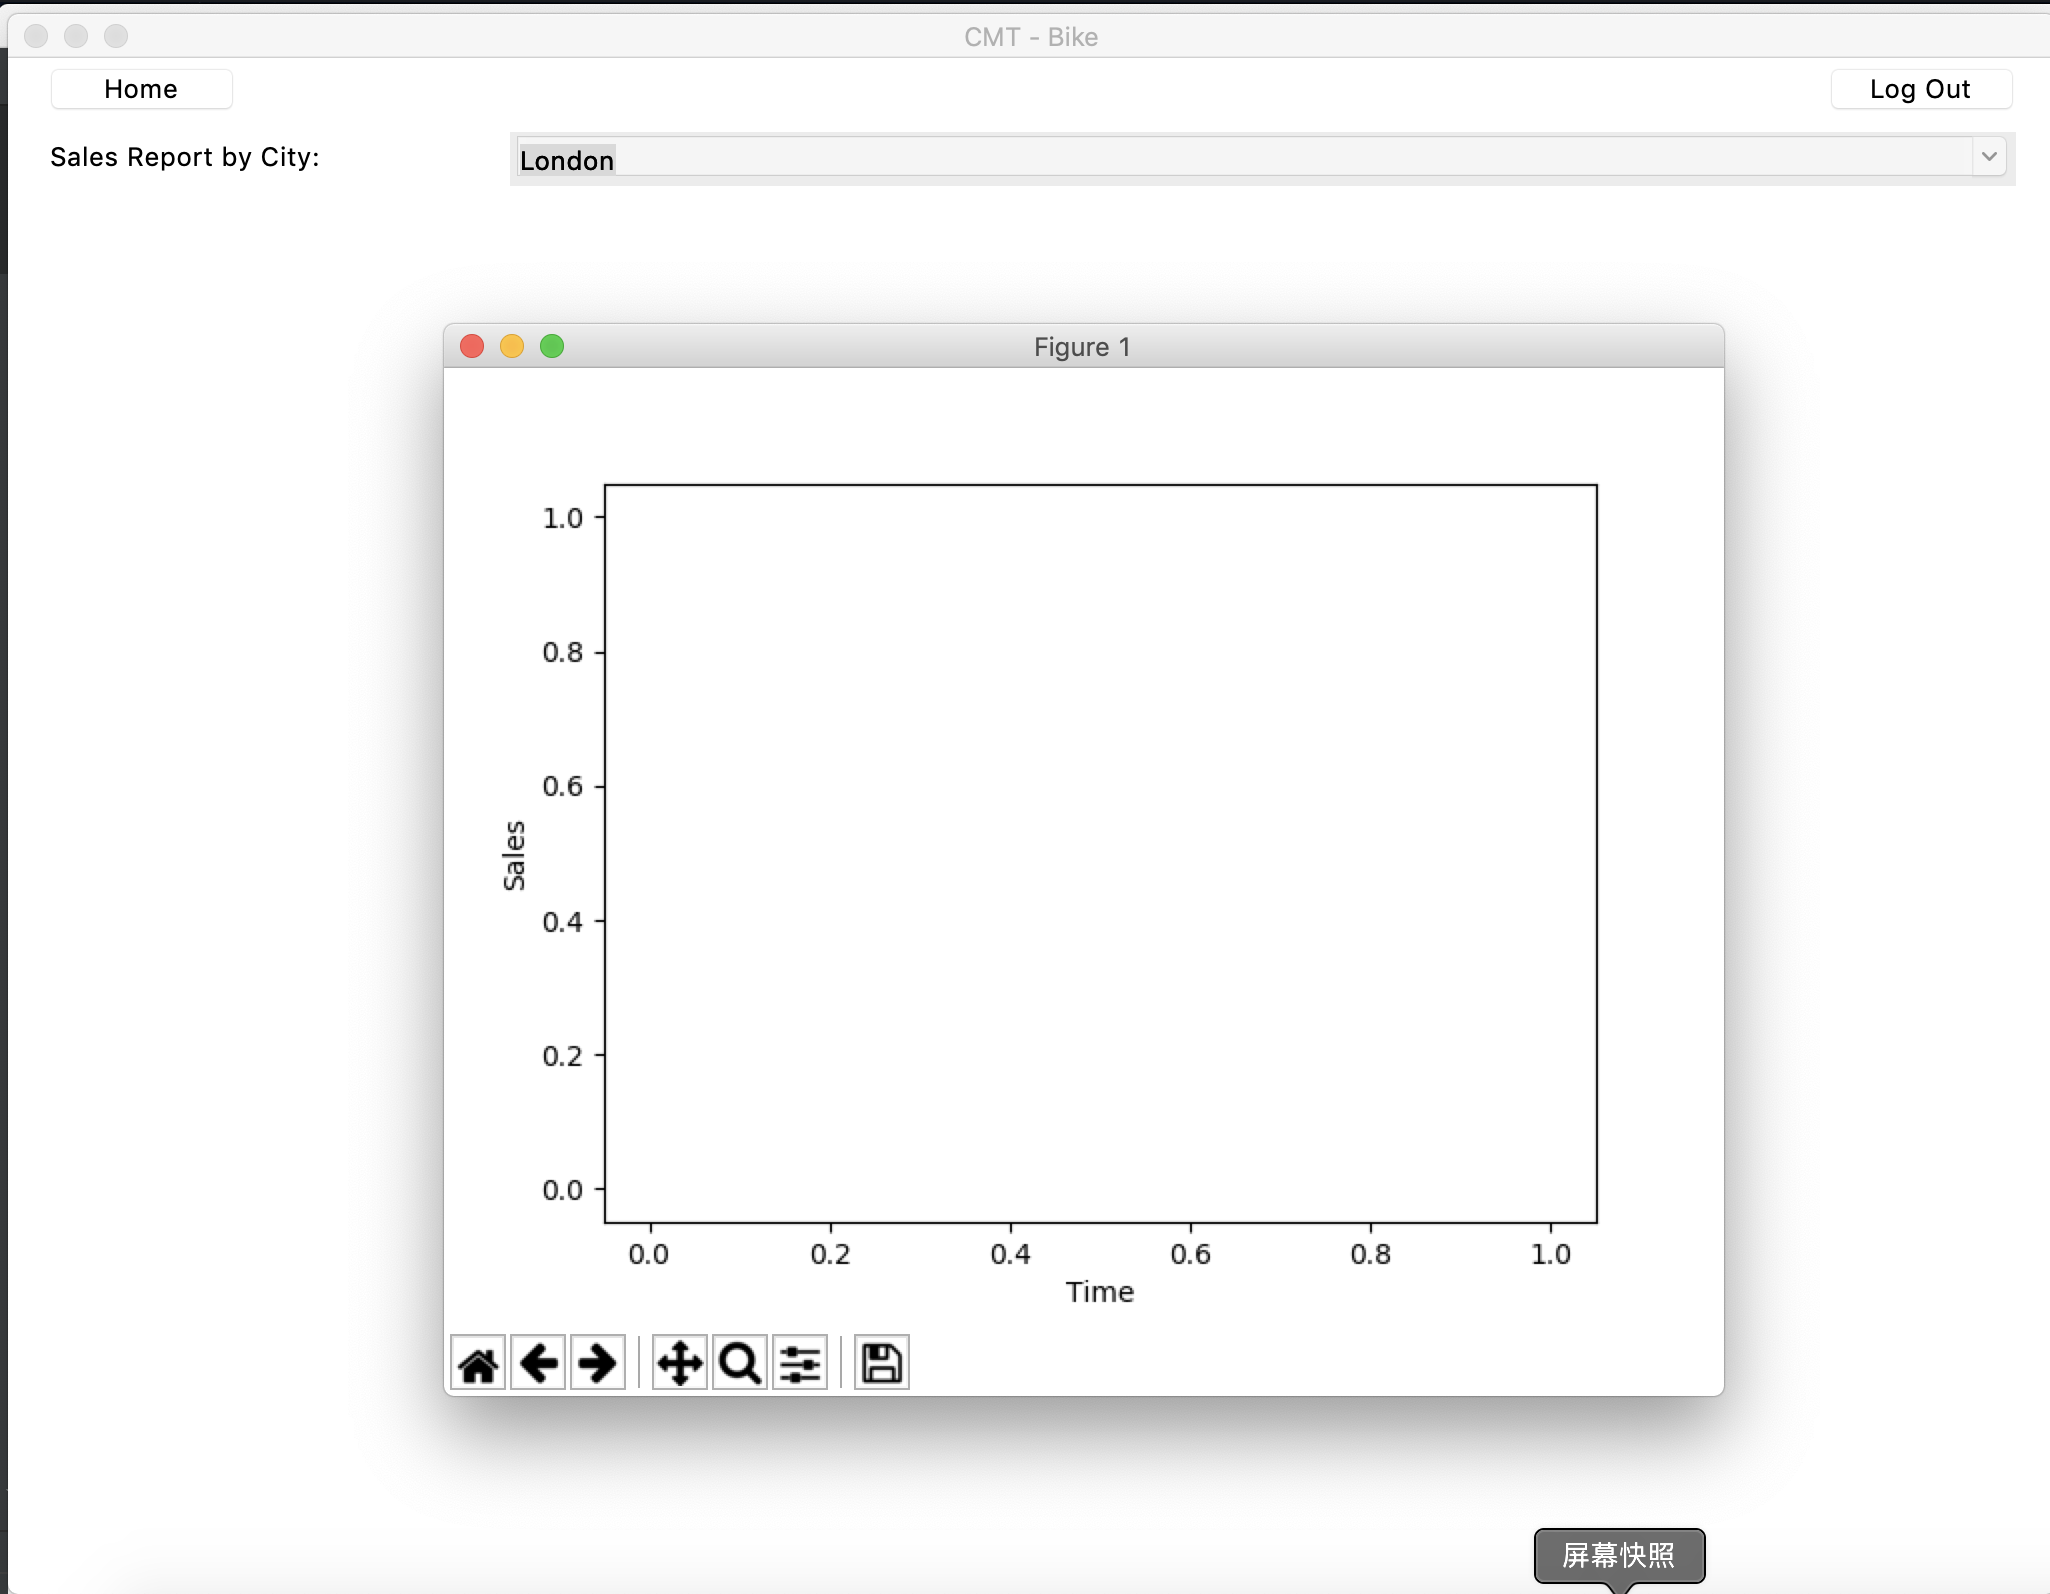 CMT - Bike
Home
Log Out
Sales Report by City:
London
Figure 1
1.0
0.8
0.6
0.4
0.2
0.0
Sales
0.0 0.2 0.4 0.6 0.8 1.0
Time
屏幕快照